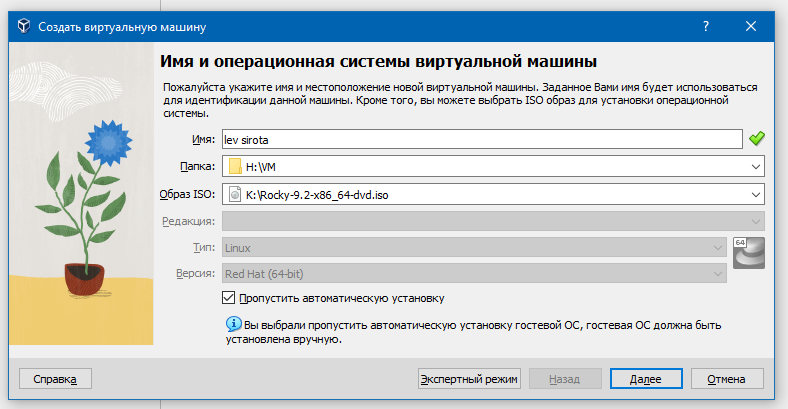 Создать виртуальную машину
Имя и операционная системы виртуальной машины
Пожалуйста укажите имя и местоположение новой виртуальной машины. Заданное Вами имя будет использоваться
для идентификации данной машины. Кроме того, вы можете выбрать ISO образ для установки операционной
системы.
Имя: lev sirota
Папка: H:\VM
Образ ISO: K:\Rocky-9.2-x86_64-dvd.iso
Редакция:
Тип: Linux 64
Версия: Red Hat (64-bit)
Пропустить автоматическую установку
Вы выбрали пропустить автоматическую установку гостевой ОС, гостевая ОС должна быть
установлена вручную.
Справка Экспертный режим Назад Далее Отмена